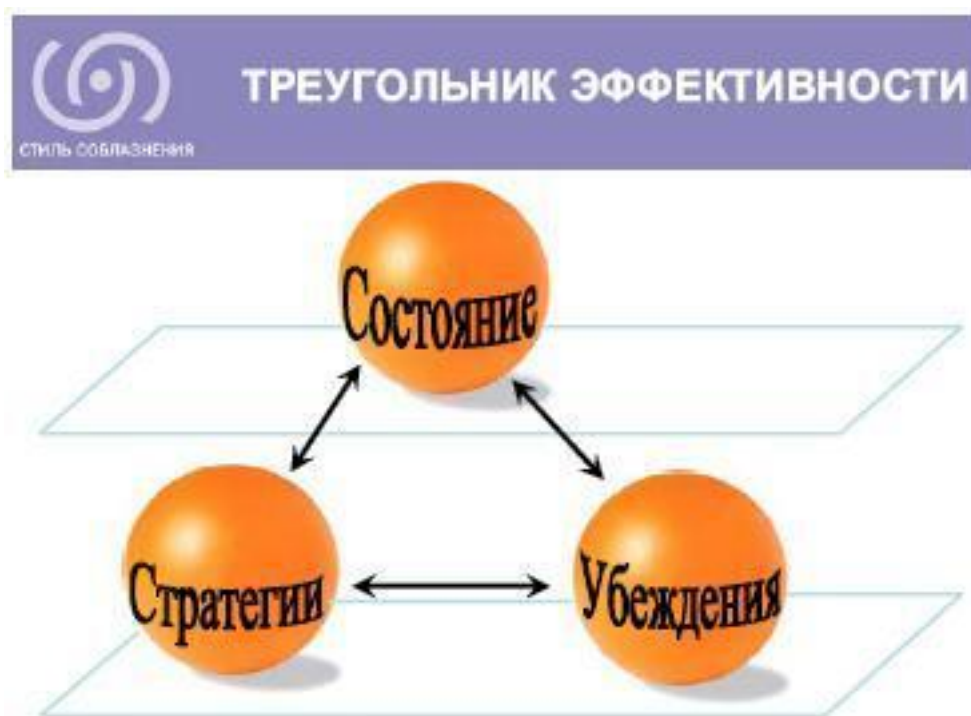 ТРЕУГОЛЬНИК ЭФФЕКТИВНОСТИ
СТИЛЬ СОБЛАЗНЕНИЯ
Состояние
Стратегии
Убеждения